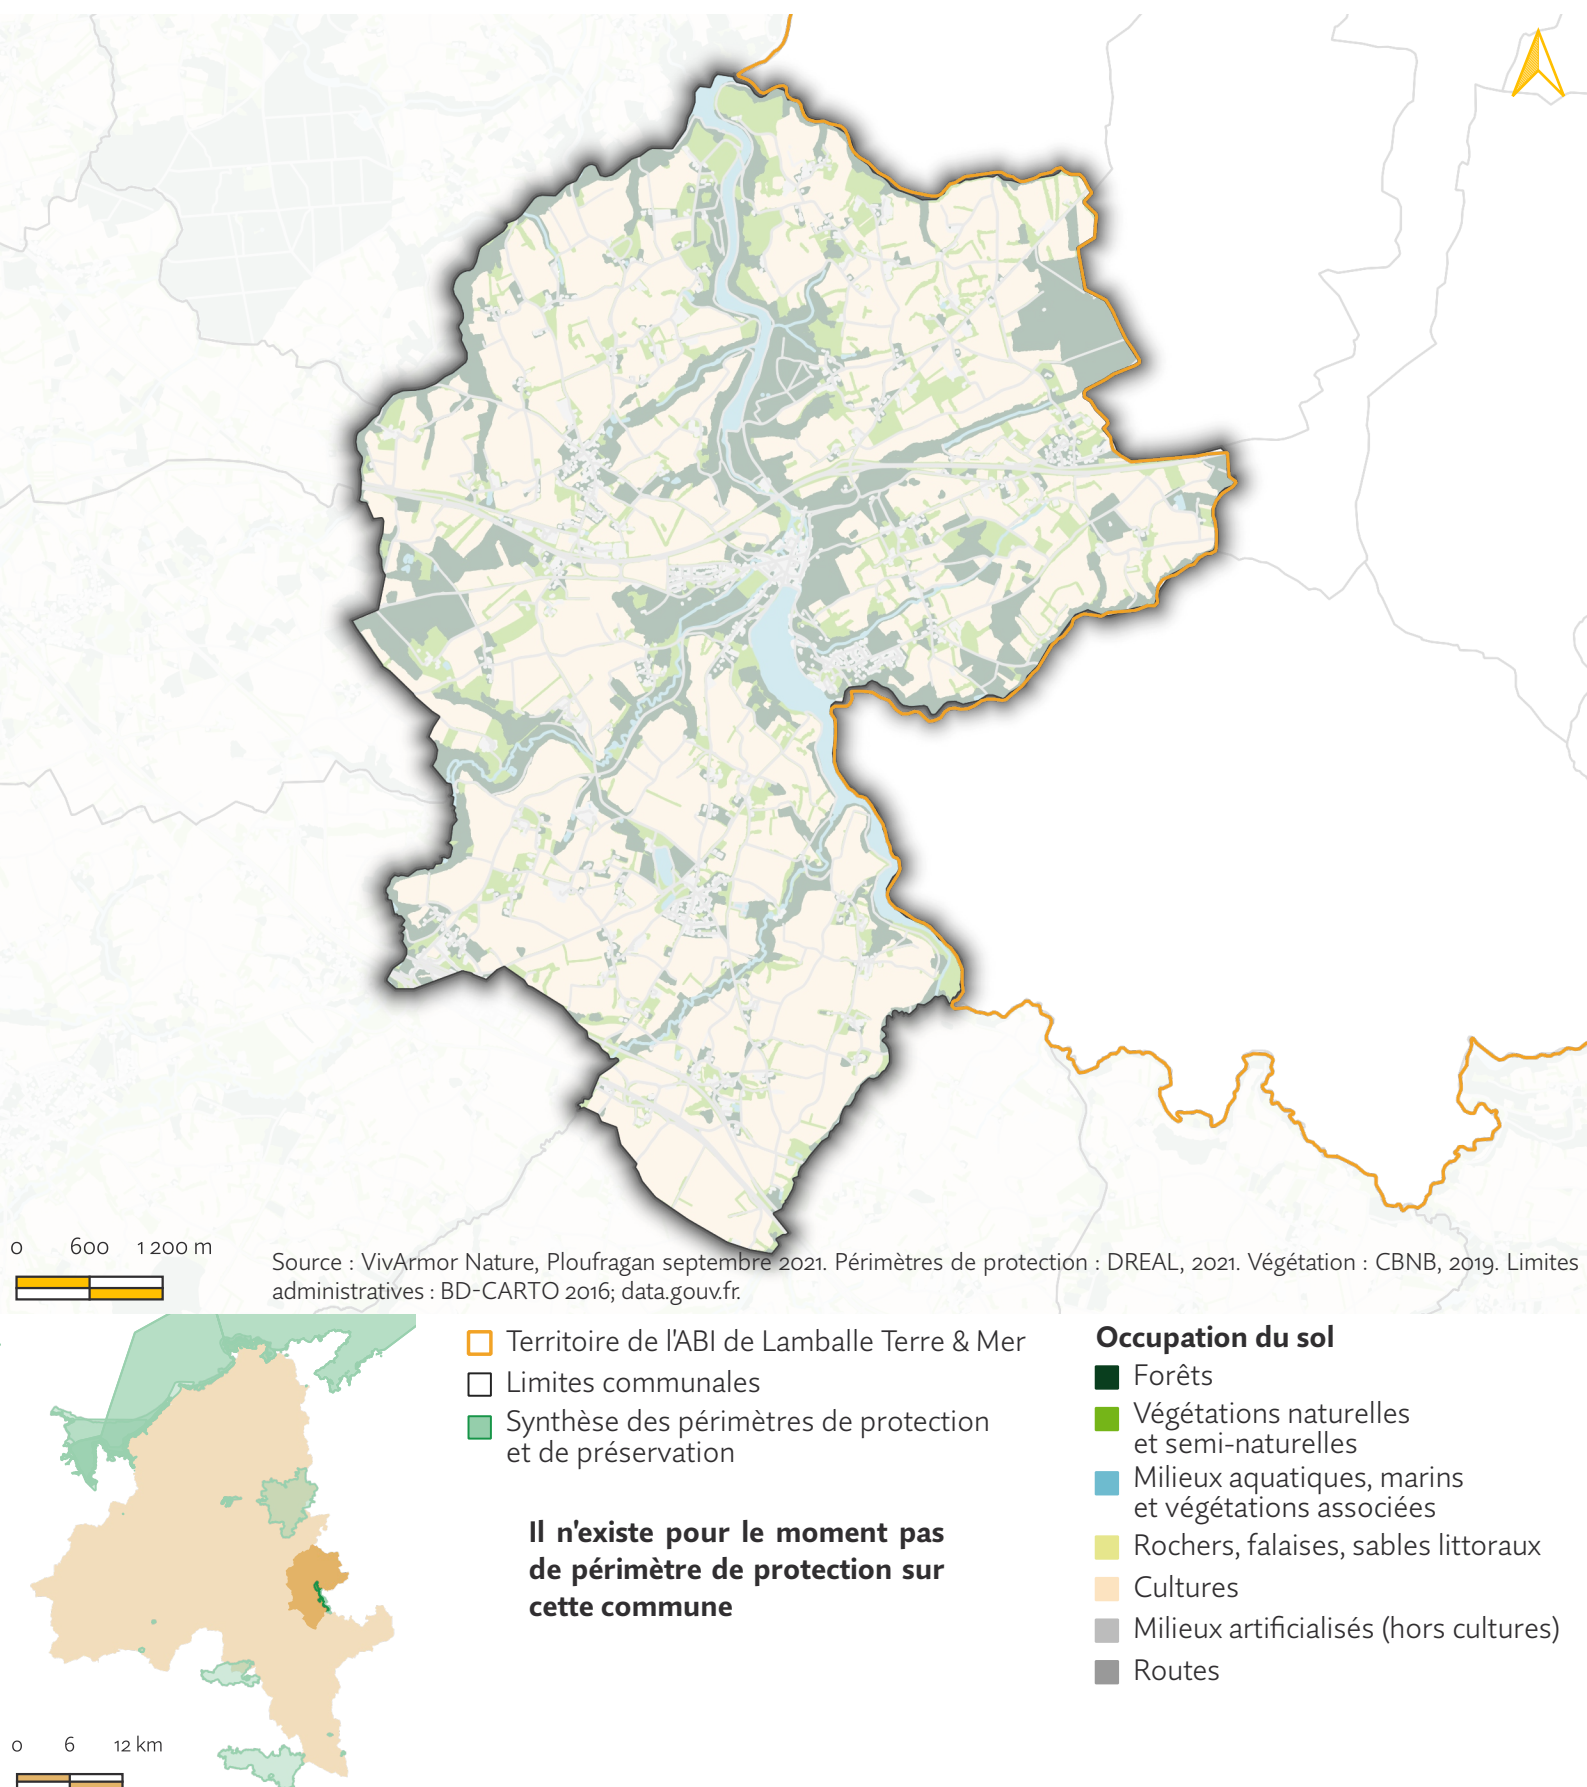 0 600 1 200 m
Source : VivArmor Nature, Ploufragan septembre 2021. Périmètres de protection : DREAL, 2021. Végétation : CBNB, 2019. Limites
administratives : BD-CARTO 2016; data.gouv.fr.
Territoire de l'ABI de Lamballe Terre & Mer
Limites communales
Synthèse des périmètres de protection
et de préservation
Il n'existe pour le moment pas
de périmètre de protection sur
cette commune
Occupation du sol
Forêts
Végétations naturelles
et semi-naturelles
Milieux aquatiques, marins
et végétations associées
Rochers, falaises, sables littoraux
Cultures
Milieux artificialisés (hors cultures)
Routes
0 6 12 km